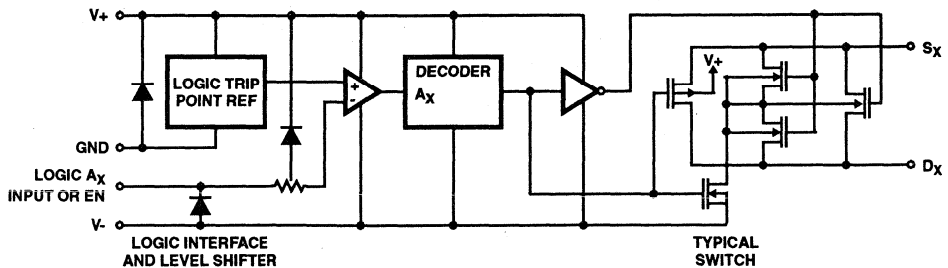 V+
LOGIC TRIP
POINT REF
GND
LOGIC AX
INPUT OR EN
V-
LOGIC INTERFACE
AND LEVEL SHIFTER
+
-
DECODER
AX
V+
SX
DX
TYPICAL
SWITCH